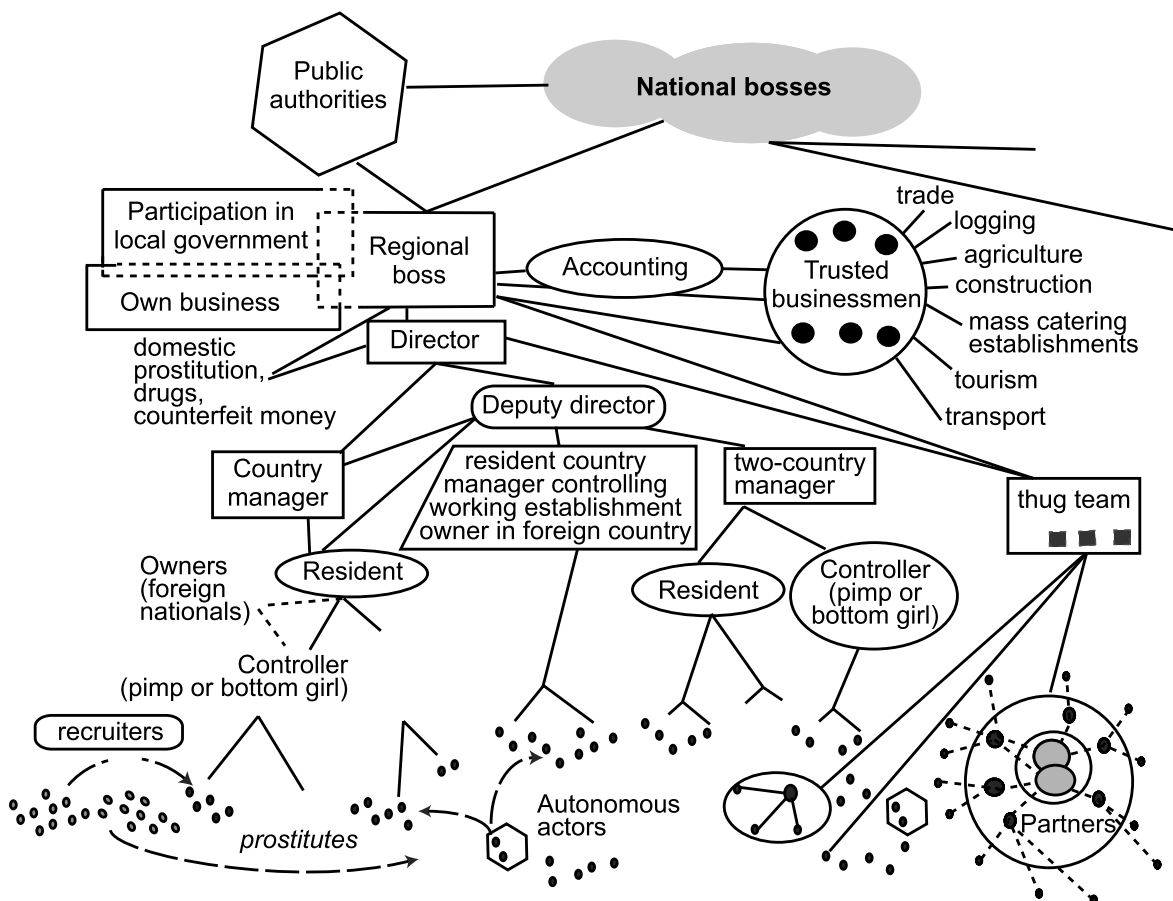 Public
authorities
National bosses
Participation in
local government
Regional
boss
Own business
Accounting
Trusted
businessmen
trade
logging
agriculture
construction
mass catering
establishments
tourism
transport
Director
domestic
prostitution,
drugs,
counterfeit money
Deputy director
Country
manager
resident country
manager controlling
working establishment
owner in foreign country
two-country
manager
thug team
Owners
(foreign
nationals)
Resident
Resident
Controller
(pimp or
bottom girl)
Controller
(pimp or bottom girl)
recruiters
prostitutes
Autonomous
actors
Partners